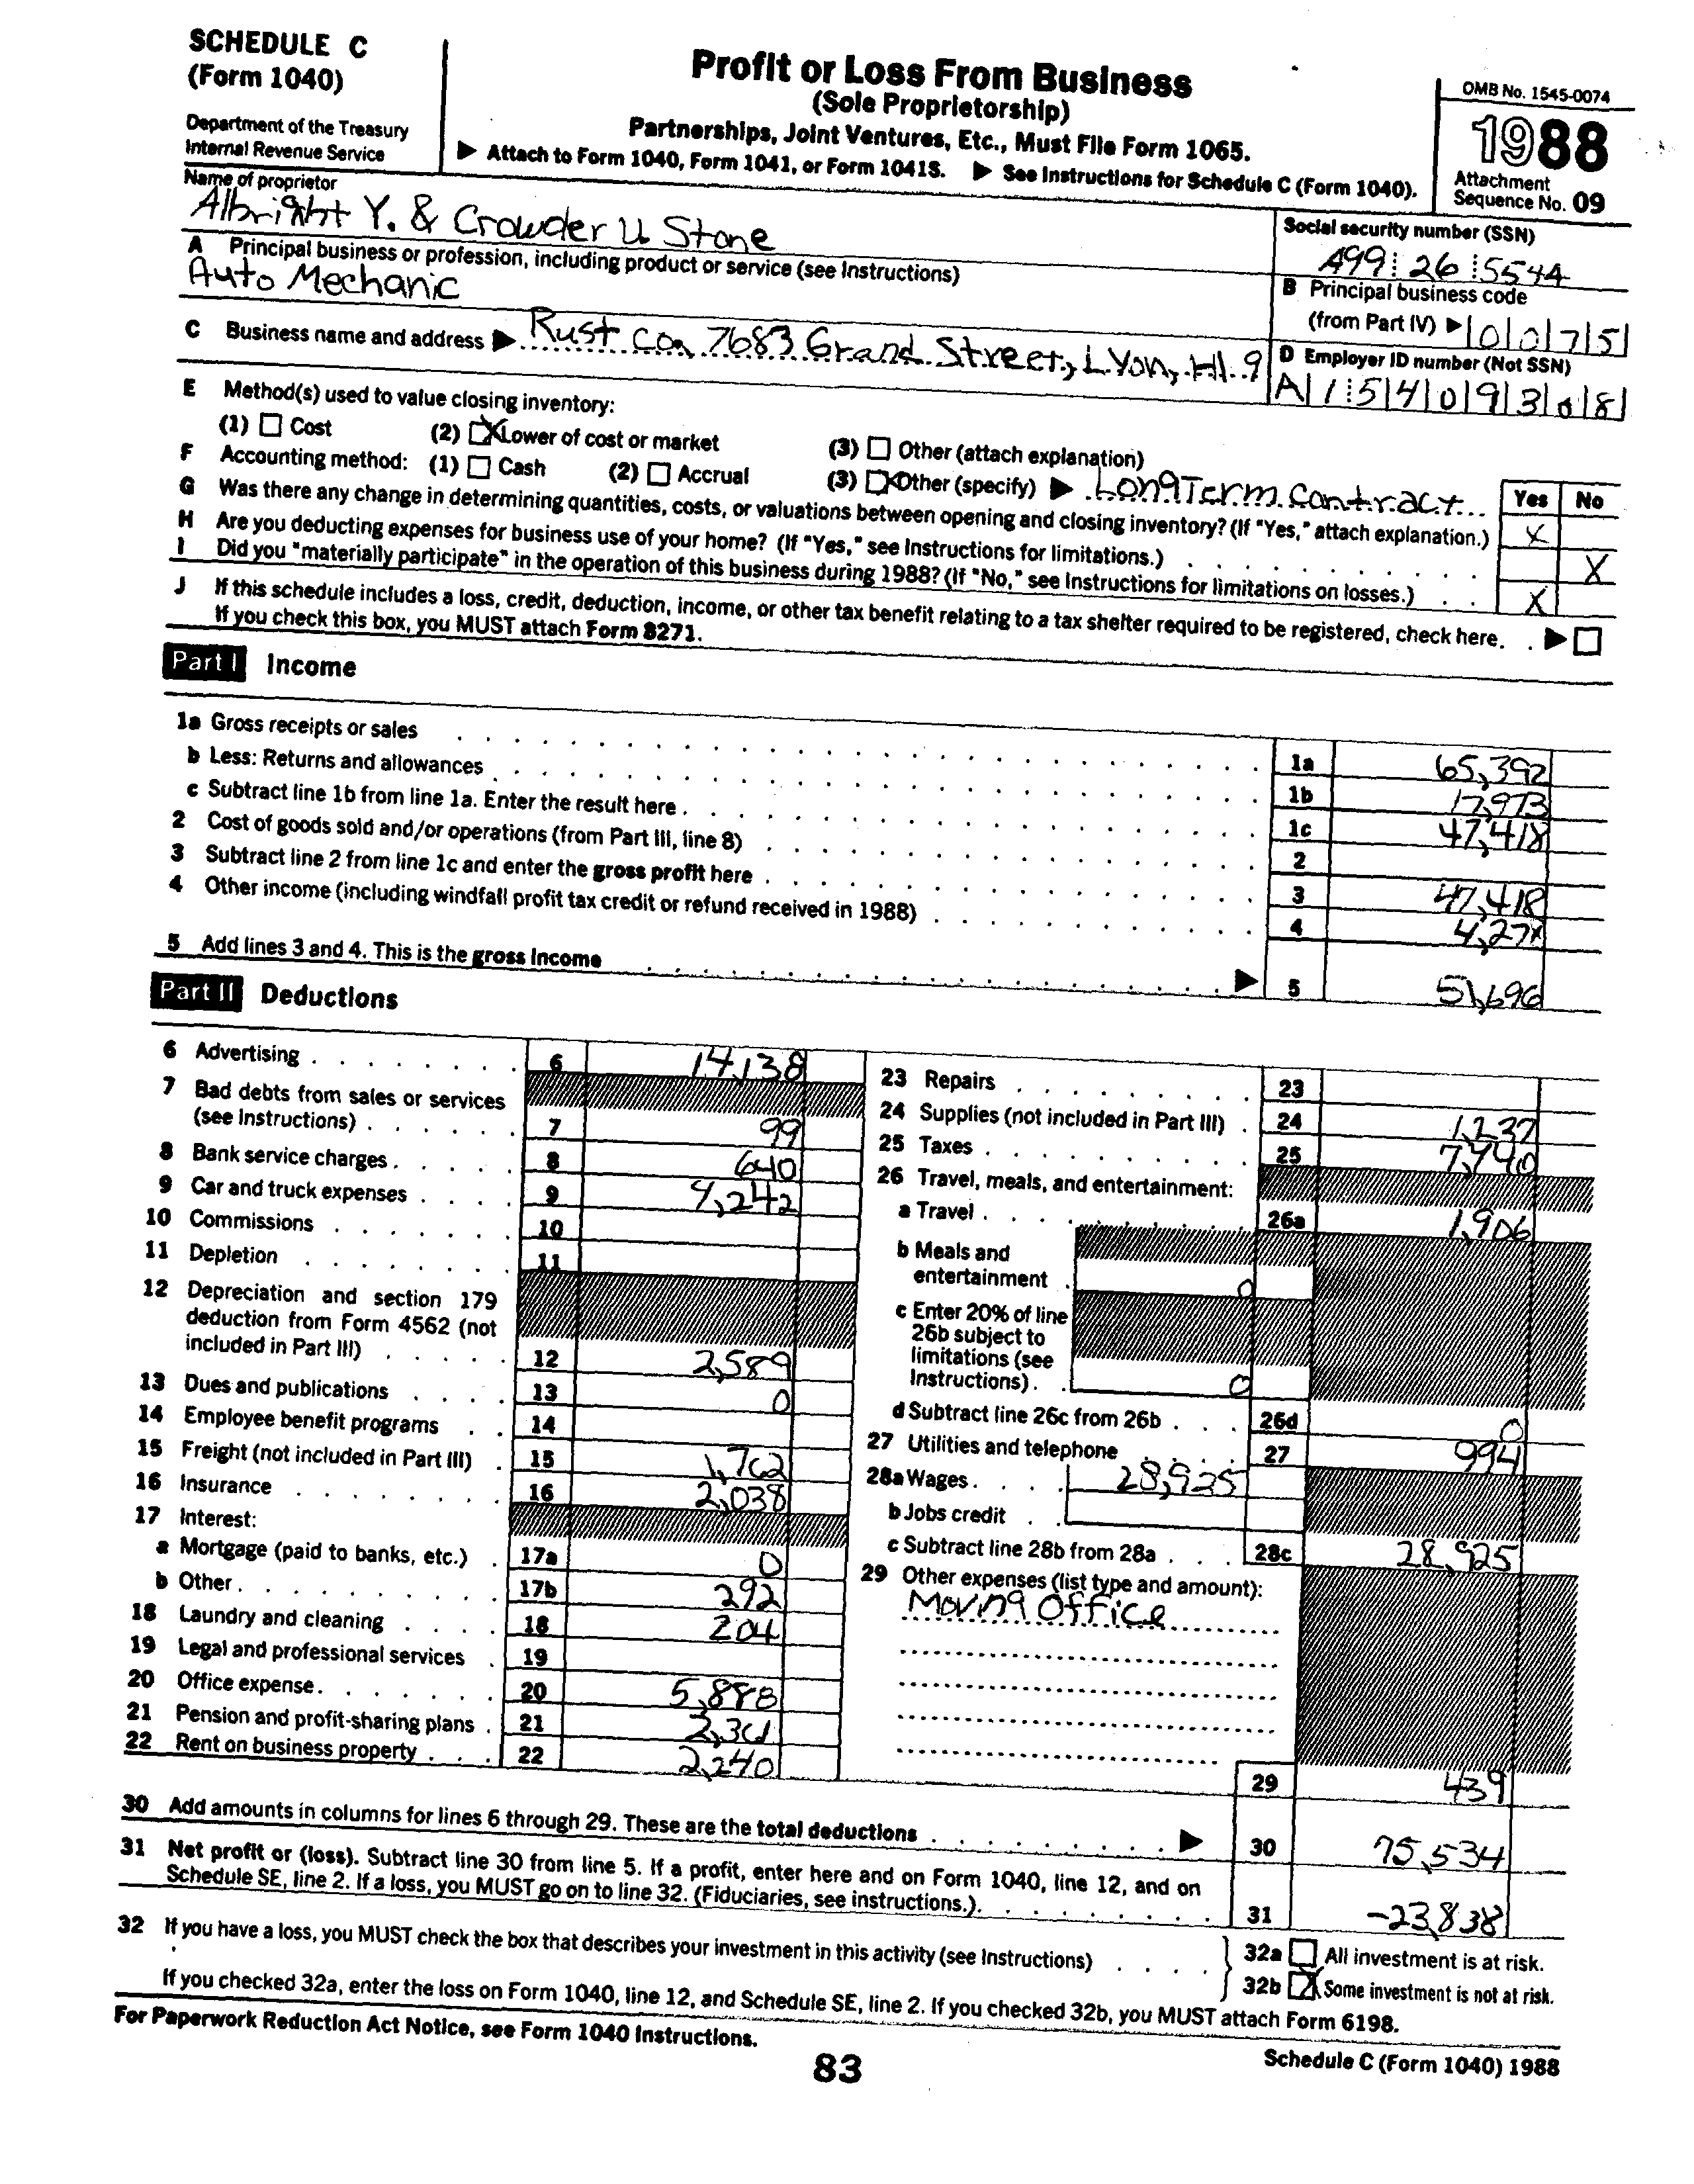 SCHEDULE C
(Form 1040)
Department of the Treasury
Internal Revenue Service
Profit or Loss From Business
(Sole Proprietorship)
Partnerships, Joint Ventures, Etc., Must File Form 1065.
▶ Attach to Form 1040, Form 1041, or Form 1041S. ▶ See Instructions for Schedule C (Form 1040).
OMB No. 1545-0074
1988
Attachment
Sequence No. 09
Name of proprietor
Albright Y. & Crowder U Stone
Social security number (SSN)
499 26 5544
A Principal business or profession, including product or service (see Instructions)
Auto Mechanic
B Principal business code
(from Part IV) ▶ 0 0 7 5
C Business name and address ▶ Rust Co, 7683 Grand Street, Lyon, HI 9
D Employer ID number (Not SSN)
A 1 5 4 0 9 3 0 8
E Method(s) used to value closing inventory:
(1) Cost (2) X Lower of cost or market (3) Other (attach explanation)
F Accounting method: (1) Cash (2) Accrual (3) X Other (specify) ▶ Long Term Contract
Yes No
G Was there any change in determining quantities, costs, or valuations between opening and closing inventory? (If "Yes," attach explanation.) X
H Are you deducting expenses for business use of your home? (If "Yes," see Instructions for limitations.) X
I Did you "materially participate" in the operation of this business during 1988? (If "No," see Instructions for limitations on losses.) X
J If this schedule includes a loss, credit, deduction, income, or other tax benefit relating to a tax shelter required to be registered, check here. ▶
If you check this box, you MUST attach Form 8271.
Part I Income
1a Gross receipts or sales 1a 65,392
b Less: Returns and allowances 1b 17,973
c Subtract line 1b from line 1a. Enter the result here 1c 47,418
2 Cost of goods sold and/or operations (from Part III, line 8) 2
3 Subtract line 2 from line 1c and enter the gross profit here 3 47,418
4 Other income (including windfall profit tax credit or refund received in 1988) 4 4,278
5 Add lines 3 and 4. This is the gross income ▶ 5 51,696
Part II Deductions
6 Advertising 6 14,138
7 Bad debts from sales or services
(see Instructions) 7 99
8 Bank service charges 8 640
9 Car and truck expenses 9 4,242
10 Commissions 10
11 Depletion 11
12 Depreciation and section 179
deduction from Form 4562 (not
included in Part III) 12 2,589
13 Dues and publications 13 0
14 Employee benefit programs 14
15 Freight (not included in Part III) 15 1,762
16 Insurance 16 2,038
17 Interest:
a Mortgage (paid to banks, etc.) 17a 0
b Other 17b 292
18 Laundry and cleaning 18 204
19 Legal and professional services 19
20 Office expense 20 5,888
21 Pension and profit-sharing plans 21 2,361
22 Rent on business property 22 2,240
23 Repairs 23
24 Supplies (not included in Part III) 24 1,237
25 Taxes 25 7,440
26 Travel, meals, and entertainment:
a Travel 26a 1,906
b Meals and
entertainment 0
c Enter 20% of line
26b subject to
limitations (see
Instructions) 0
d Subtract line 26c from 26b 26d 0
27 Utilities and telephone 27 994
28a Wages 28,925
b Jobs credit
c Subtract line 28b from 28a 28c 28,925
29 Other expenses (list type and amount):
Moving Office
29 439
30 Add amounts in columns for lines 6 through 29. These are the total deductions ▶ 30 75,534
31 Net profit or (loss). Subtract line 30 from line 5. If a profit, enter here and on Form 1040, line 12, and on
Schedule SE, line 2. If a loss, you MUST go on to line 32. (Fiduciaries, see instructions.) 31 -23,838
32 If you have a loss, you MUST check the box that describes your investment in this activity (see Instructions)
32a All investment is at risk.
32b X Some investment is not at risk.
If you checked 32a, enter the loss on Form 1040, line 12, and Schedule SE, line 2. If you checked 32b, you MUST attach Form 6198.
For Paperwork Reduction Act Notice, see Form 1040 Instructions.
83
Schedule C (Form 1040) 1988